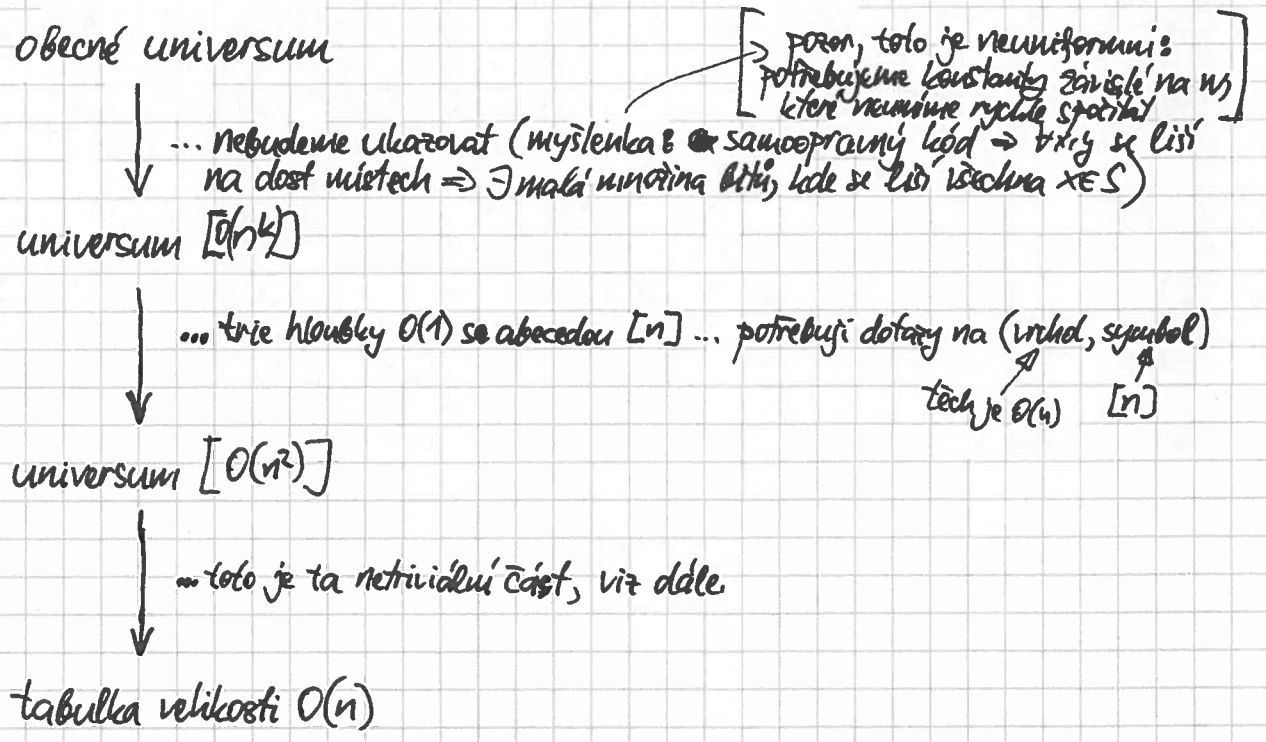 obecné universum
[pozor, toto je neuniformní:
potřebujeme konstanty závislé na w,
které neumíme rychle spočítat]
... nebudeme ukazovat (myšlenka: samoopravný kód ⇒ ∀x,y se liší
na dost místech ⇒ ∃ malá množina bitů, kde se liší všechna x∈S)
universum [O(n^k)]
... trie hloubky O(1) se abecedou [n] ... potřebuji dotazy na (vrchol, symbol)
těch je O(n) [n]
universum [O(n²)]
... toto je ta netriviální část, viz dále.
tabulka velikosti O(n)